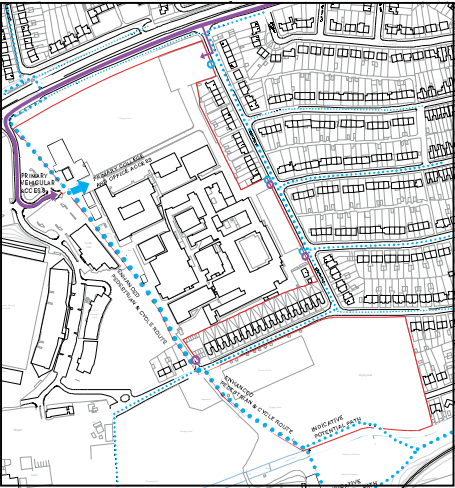 PRIMARY COLLEGE
AND OFFICE ACCESS
PRIMARY
VEHICULAR
ACCESS
ENHANCED
PEDESTRIAN & CYCLE ROUTE
ENHANCED
PEDESTRIAN & CYCLE ROUTE
INDICATIVE
POTENTIAL PATH